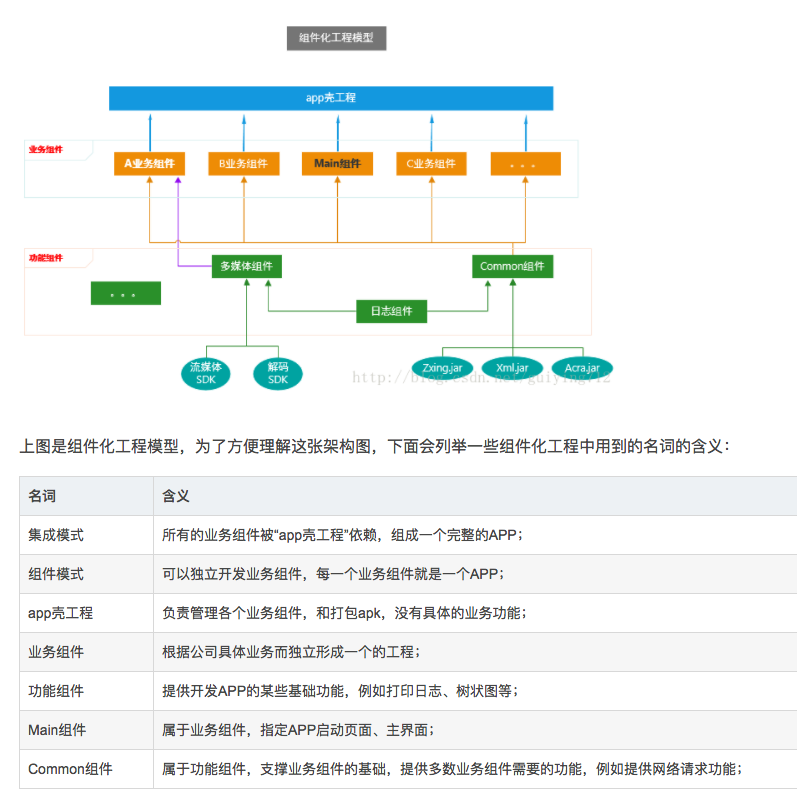 组件化工程模型
app壳工程
业务组件
A业务组件 B业务组件 Main组件 C业务组件 。。。
功能组件
多媒体组件 Common组件
。。。
日志组件
流媒体 解码
SDK SDK
Zxing.jar Xml.jar Acra.jar
上图是组件化工程模型，为了方便理解这张架构图，下面会列举一些组件化工程中用到的名词的含义：
名词 含义
集成模式 所有的业务组件被“app壳工程”依赖，组成一个完整的APP；
组件模式 可以独立开发业务组件，每一个业务组件就是一个APP；
app壳工程 负责管理各个业务组件，和打包apk，没有具体的业务功能；
业务组件 根据公司具体业务而独立形成一个的工程；
功能组件 提供开发APP的某些基础功能，例如打印日志、树状图等；
Main组件 属于业务组件，指定APP启动页面、主界面；
Common组件 属于功能组件，支撑业务组件的基础，提供多数业务组件需要的功能，例如提供网络请求功能；